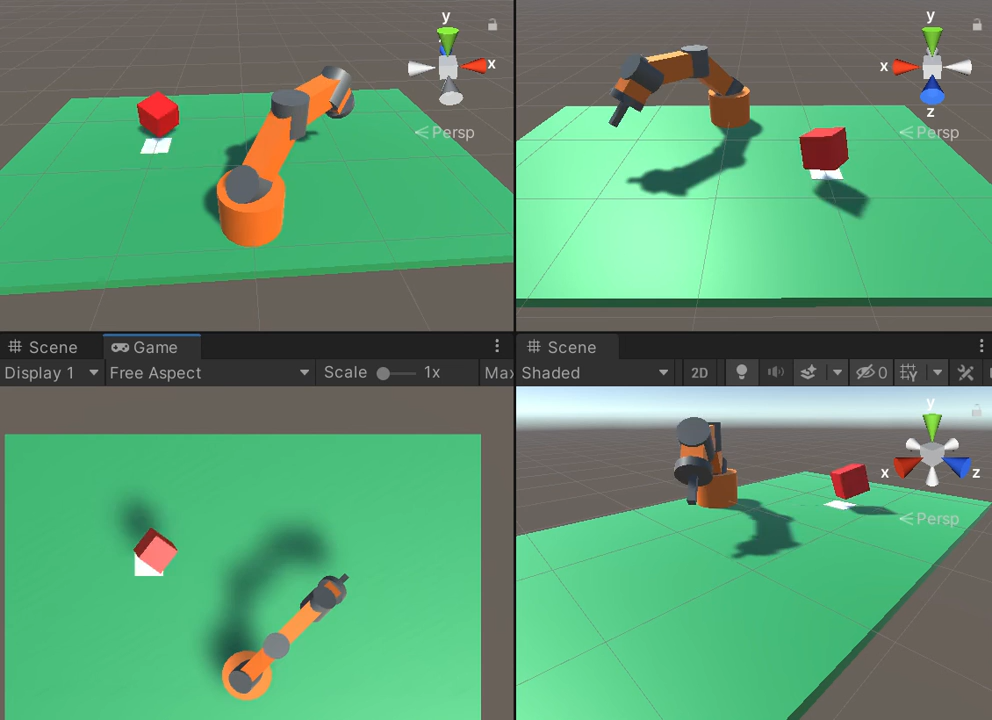 y
x
Persp
y
x
z
Persp
Scene
Game
Display 1
Free Aspect
Scale
1x
Max
Scene
Shaded
2D
0
y
x
z
Persp